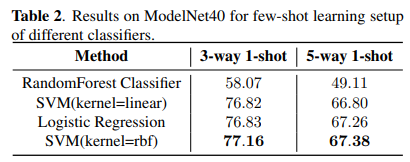 Table 2. Results on ModelNet40 for few-shot learning setup
of different classifiers.
Method 3-way 1-shot 5-way 1-shot
RandomForest Classifier 58.07 49.11
SVM(kernel=linear) 76.82 66.80
Logistic Regression 76.83 67.26
SVM(kernel=rbf) 77.16 67.38